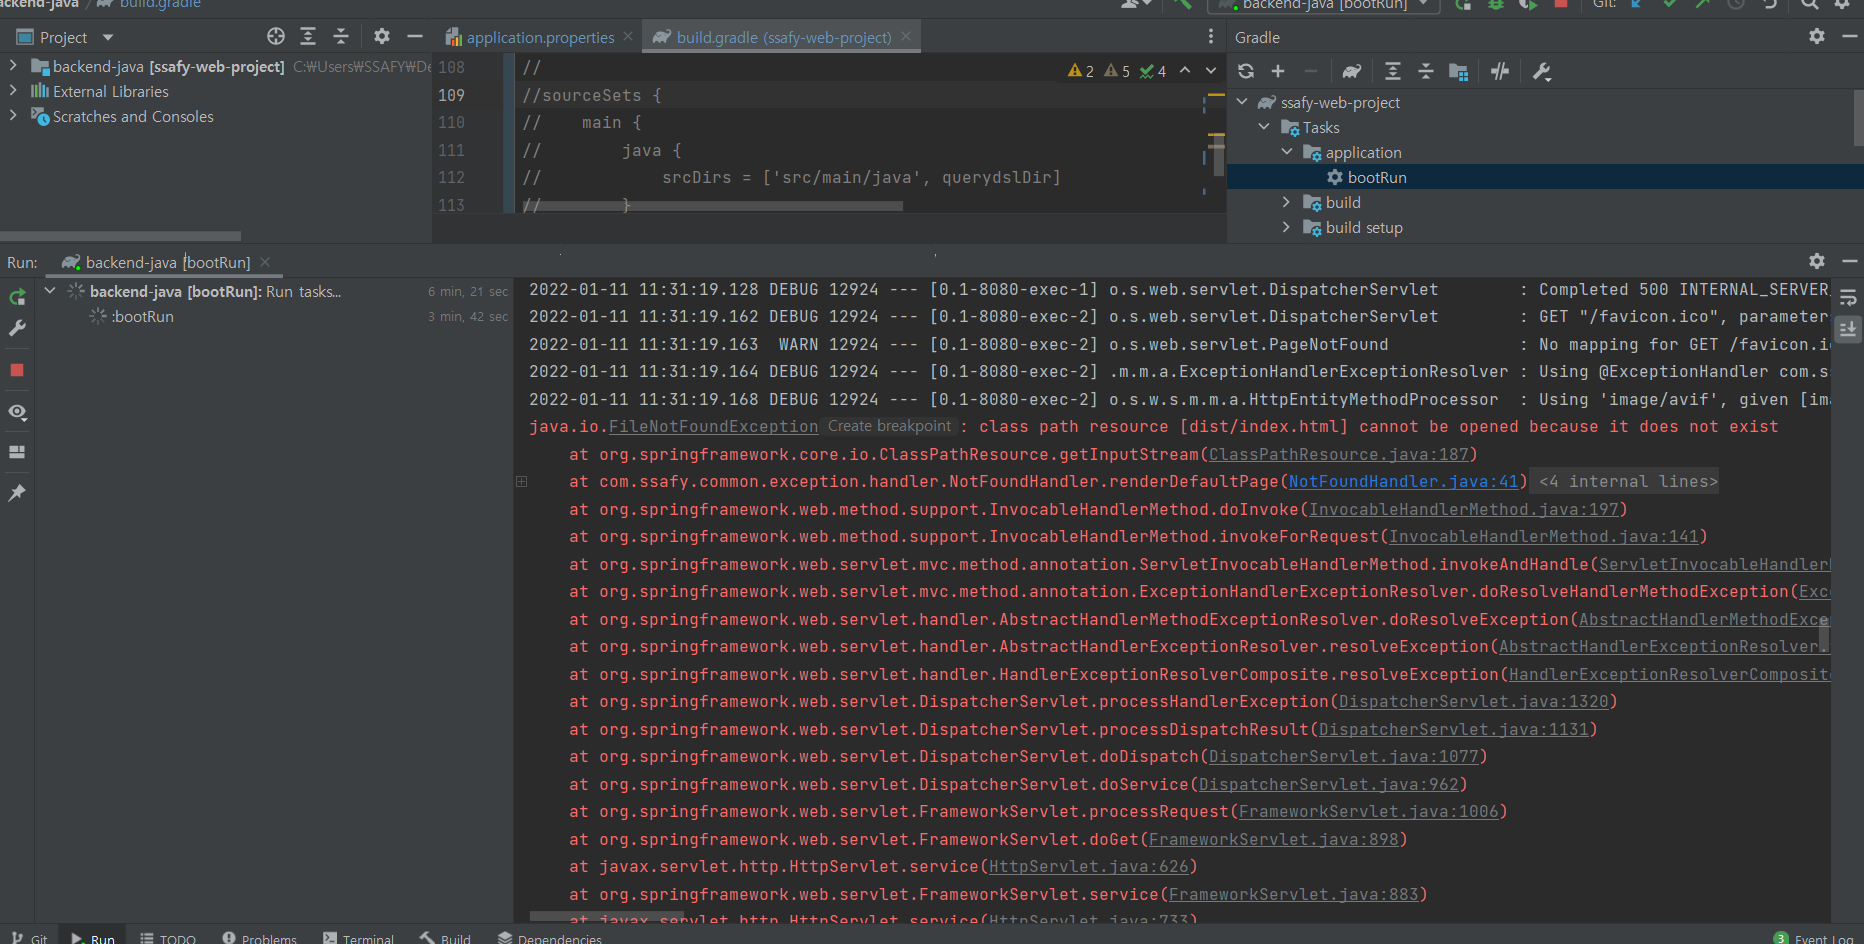 backend-java / build.gradle
backend-java [bootRun] Git:
Project application.properties build.gradle (ssafy-web-project) Gradle
backend-java [ssafy-web-project] C:₩Users₩SSAFY₩De
External Libraries
Scratches and Consoles
108 //
109 //sourceSets {
110 // main {
111 // java {
112 // srcDirs = ['src/main/java', querydslDir]
113 // }
2 5 4
ssafy-web-project
Tasks
application
bootRun
build
build setup
Run: backend-java [bootRun]
backend-java [bootRun]: Run tasks... 6 min, 21 sec
:bootRun 3 min, 42 sec
2022-01-11 11:31:19.128 DEBUG 12924 --- [0.1-8080-exec-1] o.s.web.servlet.DispatcherServlet : Completed 500 INTERNAL_SERVER_
2022-01-11 11:31:19.162 DEBUG 12924 --- [0.1-8080-exec-2] o.s.web.servlet.DispatcherServlet : GET "/favicon.ico", parameter
2022-01-11 11:31:19.163 WARN 12924 --- [0.1-8080-exec-2] o.s.web.servlet.PageNotFound : No mapping for GET /favicon.ic
2022-01-11 11:31:19.164 DEBUG 12924 --- [0.1-8080-exec-2] .m.m.a.ExceptionHandlerExceptionResolver : Using @ExceptionHandler com.s
2022-01-11 11:31:19.168 DEBUG 12924 --- [0.1-8080-exec-2] o.s.w.s.m.m.a.HttpEntityMethodProcessor : Using 'image/avif', given [ima
java.io.FileNotFoundException Create breakpoint : class path resource [dist/index.html] cannot be opened because it does not exist
at org.springframework.core.io.ClassPathResource.getInputStream(ClassPathResource.java:187)
at com.ssafy.common.exception.handler.NotFoundHandler.renderDefaultPage(NotFoundHandler.java:41) <4 internal lines>
at org.springframework.web.method.support.InvocableHandlerMethod.doInvoke(InvocableHandlerMethod.java:197)
at org.springframework.web.method.support.InvocableHandlerMethod.invokeForRequest(InvocableHandlerMethod.java:141)
at org.springframework.web.servlet.mvc.method.annotation.ServletInvocableHandlerMethod.invokeAndHandle(ServletInvocableHandler
at org.springframework.web.servlet.mvc.method.annotation.ExceptionHandlerExceptionResolver.doResolveHandlerMethodException(Exc
at org.springframework.web.servlet.handler.AbstractHandlerMethodExceptionResolver.doResolveException(AbstractHandlerMethodExce
at org.springframework.web.servlet.handler.AbstractHandlerExceptionResolver.resolveException(AbstractHandlerExceptionResolver.
at org.springframework.web.servlet.handler.HandlerExceptionResolverComposite.resolveException(HandlerExceptionResolverComposite
at org.springframework.web.servlet.DispatcherServlet.processHandlerException(DispatcherServlet.java:1320)
at org.springframework.web.servlet.DispatcherServlet.processDispatchResult(DispatcherServlet.java:1131)
at org.springframework.web.servlet.DispatcherServlet.doDispatch(DispatcherServlet.java:1077)
at org.springframework.web.servlet.DispatcherServlet.doService(DispatcherServlet.java:962)
at org.springframework.web.servlet.FrameworkServlet.processRequest(FrameworkServlet.java:1006)
at org.springframework.web.servlet.FrameworkServlet.doGet(FrameworkServlet.java:898)
at javax.servlet.http.HttpServlet.service(HttpServlet.java:626)
at org.springframework.web.servlet.FrameworkServlet.service(FrameworkServlet.java:883)
at javax.servlet.http.HttpServlet.service(HttpServlet.java:733)
Git Run TODO Problems Terminal Build Dependencies 3 Event Log